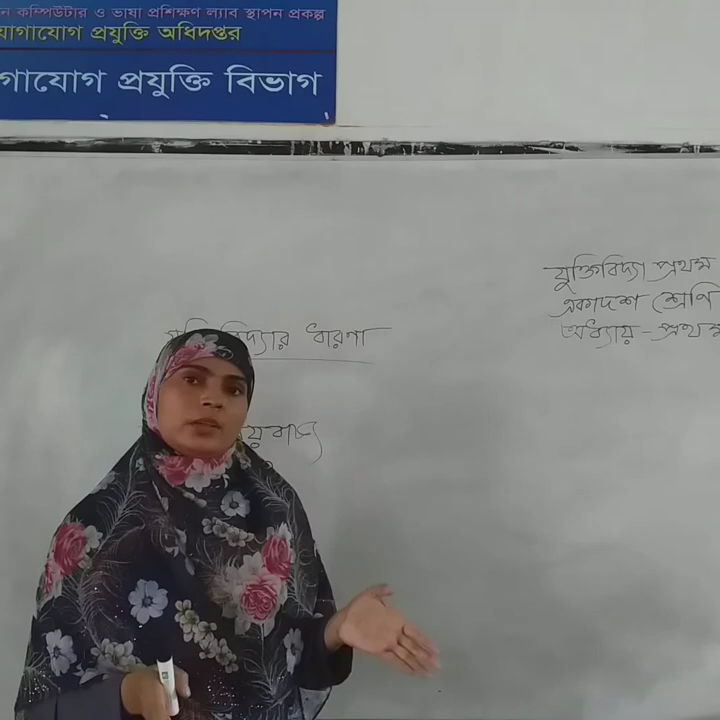 ন কম্পিউটার ও ভাষা প্রশিক্ষণ ল্যাব স্থাপন প্রকল্প
যাগাযোগ প্রযুক্তি অধিদপ্তর
গাযোগ প্রযুক্তি বিভাগ
যুক্তিবিদ্যা প্রথম
একাদশ শ্রেণি
অধ্যায় - প্রথম
দ্যার ধারণা